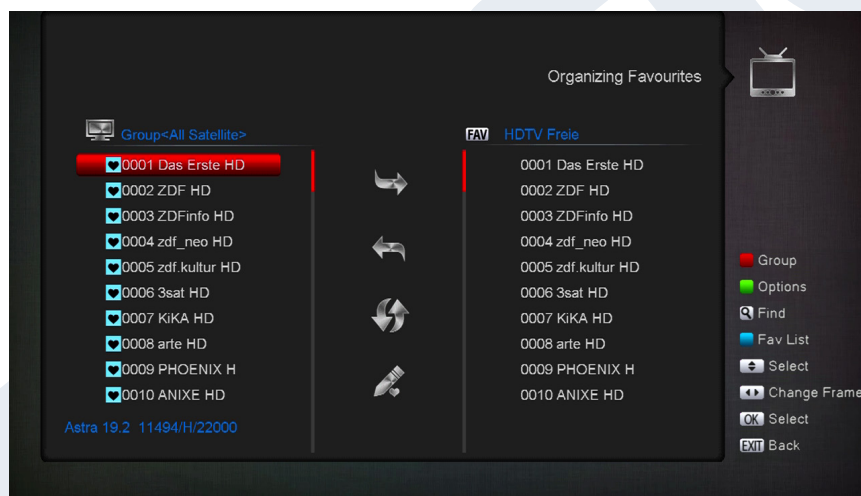 Organizing Favourites
Group<All Satellite>
0001 Das Erste HD
0002 ZDF HD
0003 ZDFinfo HD
0004 zdf_neo HD
0005 zdf.kultur HD
0006 3sat HD
0007 KiKA HD
0008 arte HD
0009 PHOENIX H
0010 ANIXE HD
Astra 19.2 11494/H/22000
FAV HDTV Freie
0001 Das Erste HD
0002 ZDF HD
0003 ZDFinfo HD
0004 zdf_neo HD
0005 zdf.kultur HD
0006 3sat HD
0007 KiKA HD
0008 arte HD
0009 PHOENIX H
0010 ANIXE HD
Group
Options
Find
Fav List
Select
Change Frame
OK Select
EXIT Back